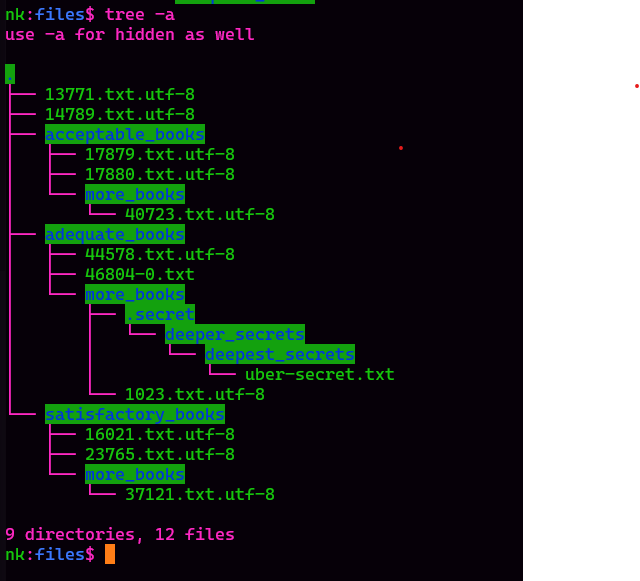 nk:files$ tree -a
use -a for hidden as well
.
├── 13771.txt.utf-8
├── 14789.txt.utf-8
├── acceptable_books
│   ├── 17879.txt.utf-8
│   ├── 17880.txt.utf-8
│   └── more_books
│       └── 40723.txt.utf-8
├── adequate_books
│   ├── 44578.txt.utf-8
│   ├── 46804-0.txt
│   └── more_books
│       ├── .secret
│       │   └── deeper_secrets
│       │       └── deepest_secrets
│       │           └── uber-secret.txt
│       └── 1023.txt.utf-8
└── satisfactory_books
    ├── 16021.txt.utf-8
    ├── 23765.txt.utf-8
    └── more_books
        └── 37121.txt.utf-8
9 directories, 12 files
nk:files$